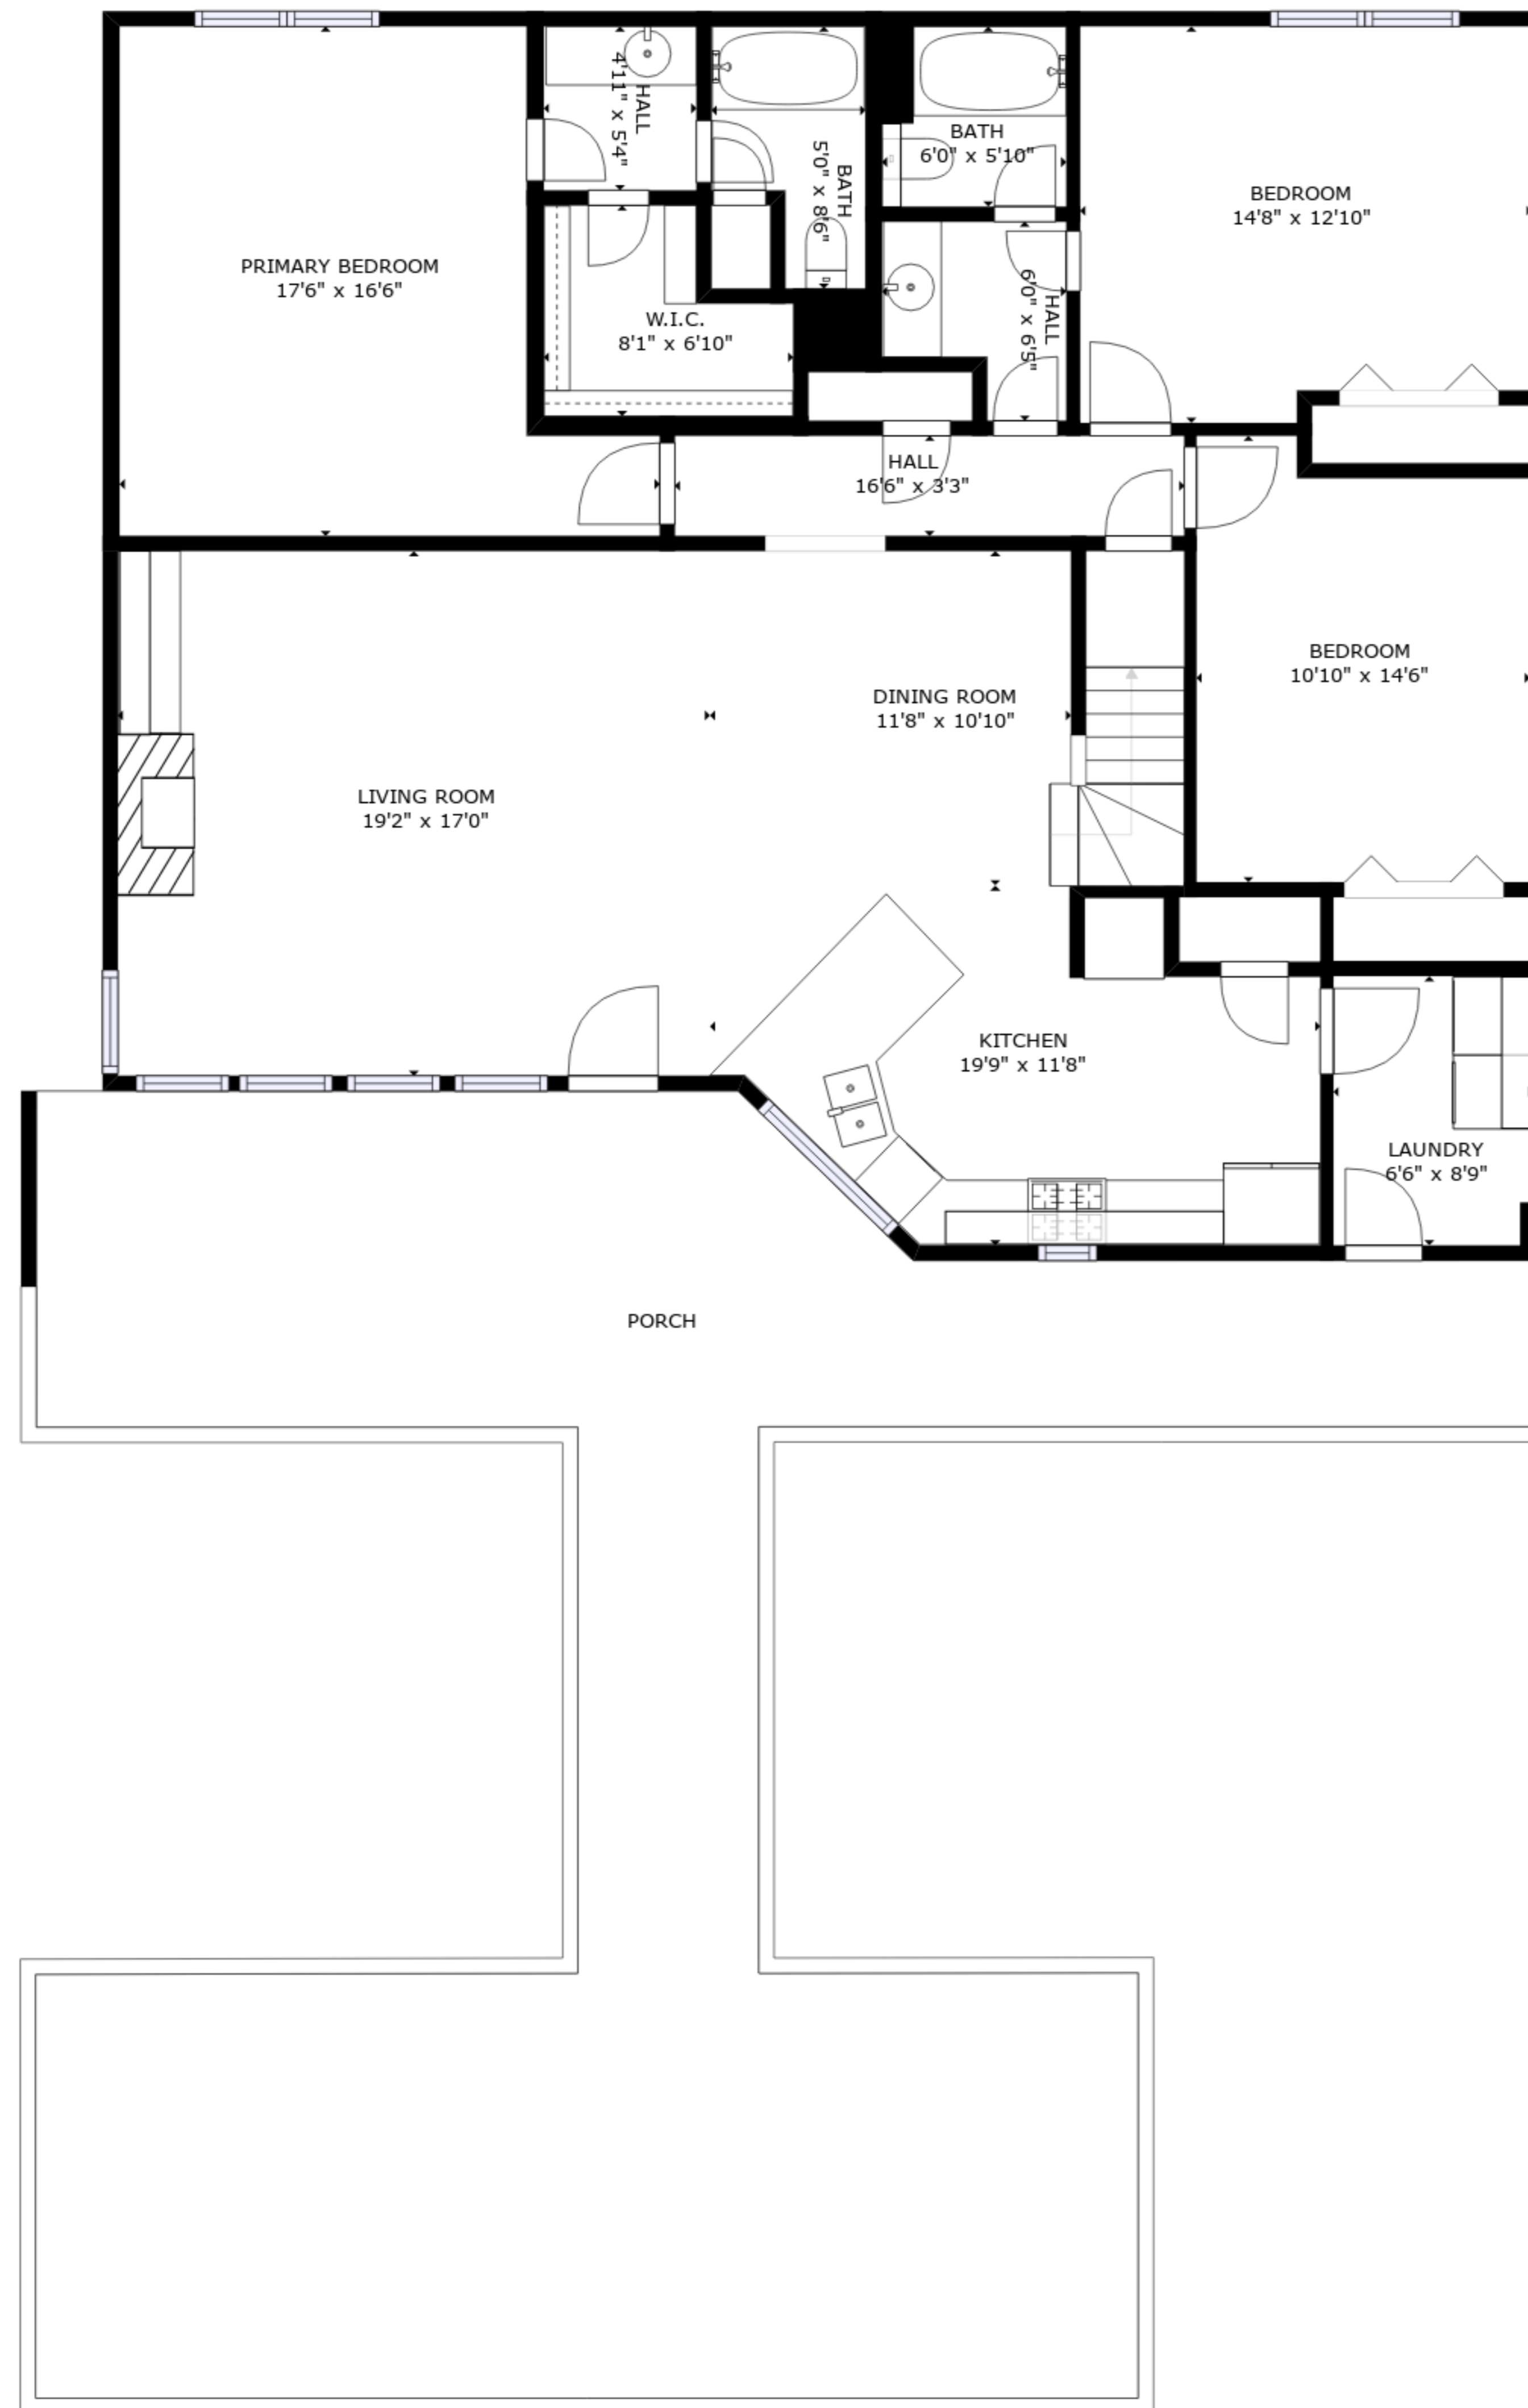 HALL
4'11" x 5'4"
BATH
5'0" x 8'6"
BATH
6'0" x 5'10"
BEDROOM
14'8" x 12'10"
PRIMARY BEDROOM
17'6" x 16'6"
W.I.C.
8'1" x 6'10"
HALL
6'0" x 6'5"
HALL
16'6" x 3'3"
BEDROOM
10'10" x 14'6"
DINING ROOM
11'8" x 10'10"
LIVING ROOM
19'2" x 17'0"
KITCHEN
19'9" x 11'8"
LAUNDRY
6'6" x 8'9"
PORCH